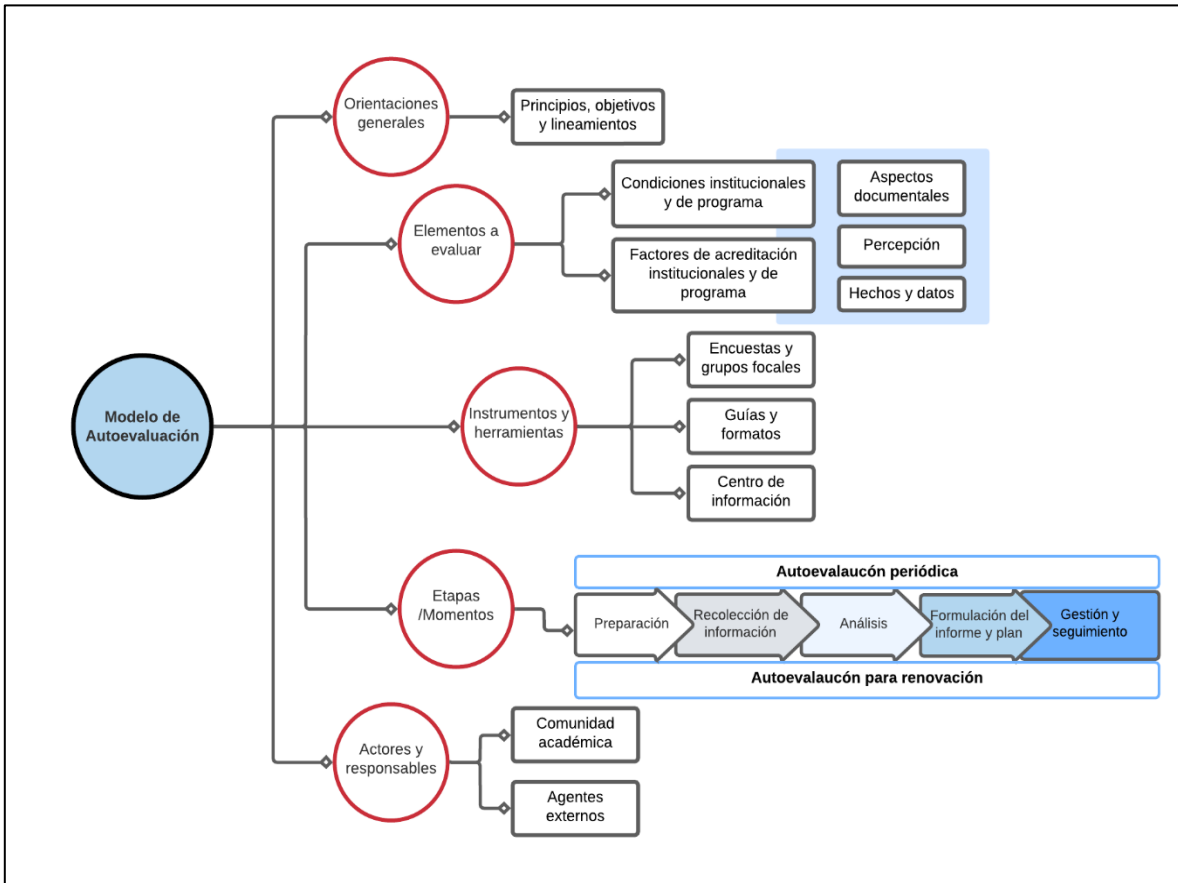 Orientaciones
generales
Principios, objetivos
y lineamientos
Elementos a
evaluar
Condiciones institucionales
y de programa
Factores de acreditación
institucionales y de
programa
Aspectos
documentales
Percepción
Hechos y datos
Modelo de
Autoevaluación
Instrumentos y
herramientas
Encuestas y
grupos focales
Guías y
formatos
Centro de
información
Etapas
/Momentos
Autoevalaucón periódica
Preparación
Recolección de
información
Análisis
Formulación del
informe y plan
Gestión y
seguimiento
Autoevalaucón para renovación
Actores y
responsables
Comunidad
académica
Agentes
externos